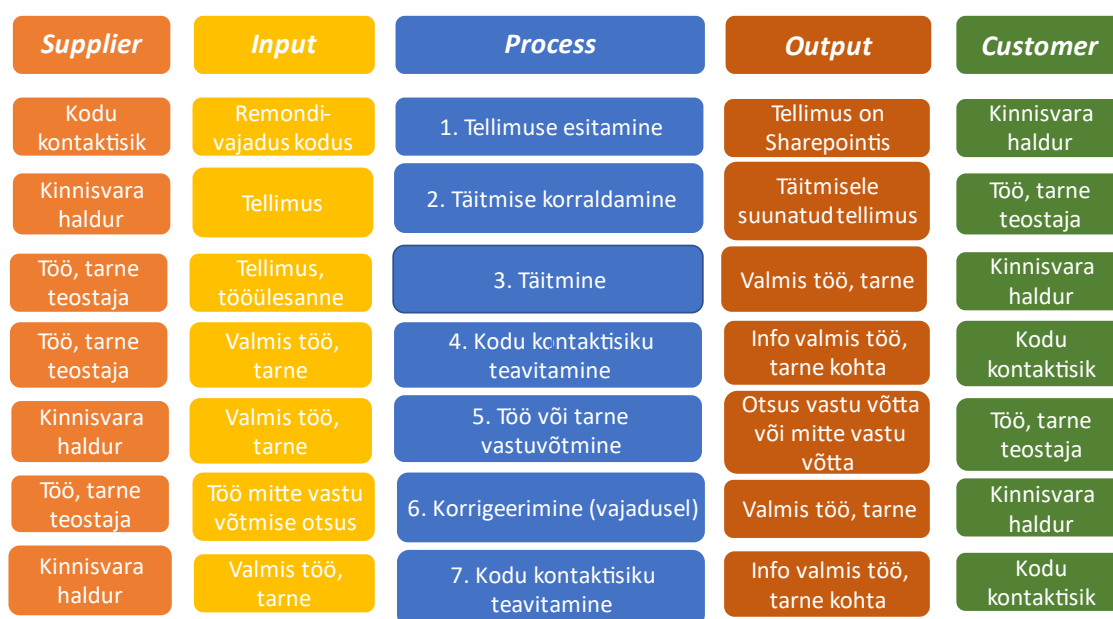 Supplier
Input
Process
Output
Customer
Kodu
kontaktisik
Remondi-
vajadus kodus
1. Tellimuse esitamine
Tellimus on
Sharepointis
Kinnisvara
haldur
Kinnisvara
haldur
Tellimus
2. Täitmise korraldamine
Täitmisele
suunatud tellimus
Töö, tarne
teostaja
Töö, tarne
teostaja
Tellimus,
tööülesanne
3. Täitmine
Valmis töö, tarne
Kinnisvara
haldur
Töö, tarne
teostaja
Valmis töö,
tarne
4. Kodu kontaktisiku
teavitamine
Info valmis töö,
tarne kohta
Kodu
kontaktisik
Kinnisvara
haldur
Valmis töö,
tarne
5. Töö või tarne
vastuvõtmine
Otsus vastu võtta
või mitte vastu
võtta
Töö, tarne
teostaja
Töö, tarne
teostaja
Töö mitte vastu
võtmise otsus
6. Korrigeerimine (vajadusel)
Valmis töö, tarne
Kinnisvara
haldur
Kinnisvara
haldur
Valmis töö,
tarne
7. Kodu kontaktisiku
teavitamine
Info valmis töö,
tarne kohta
Kodu
kontaktisik